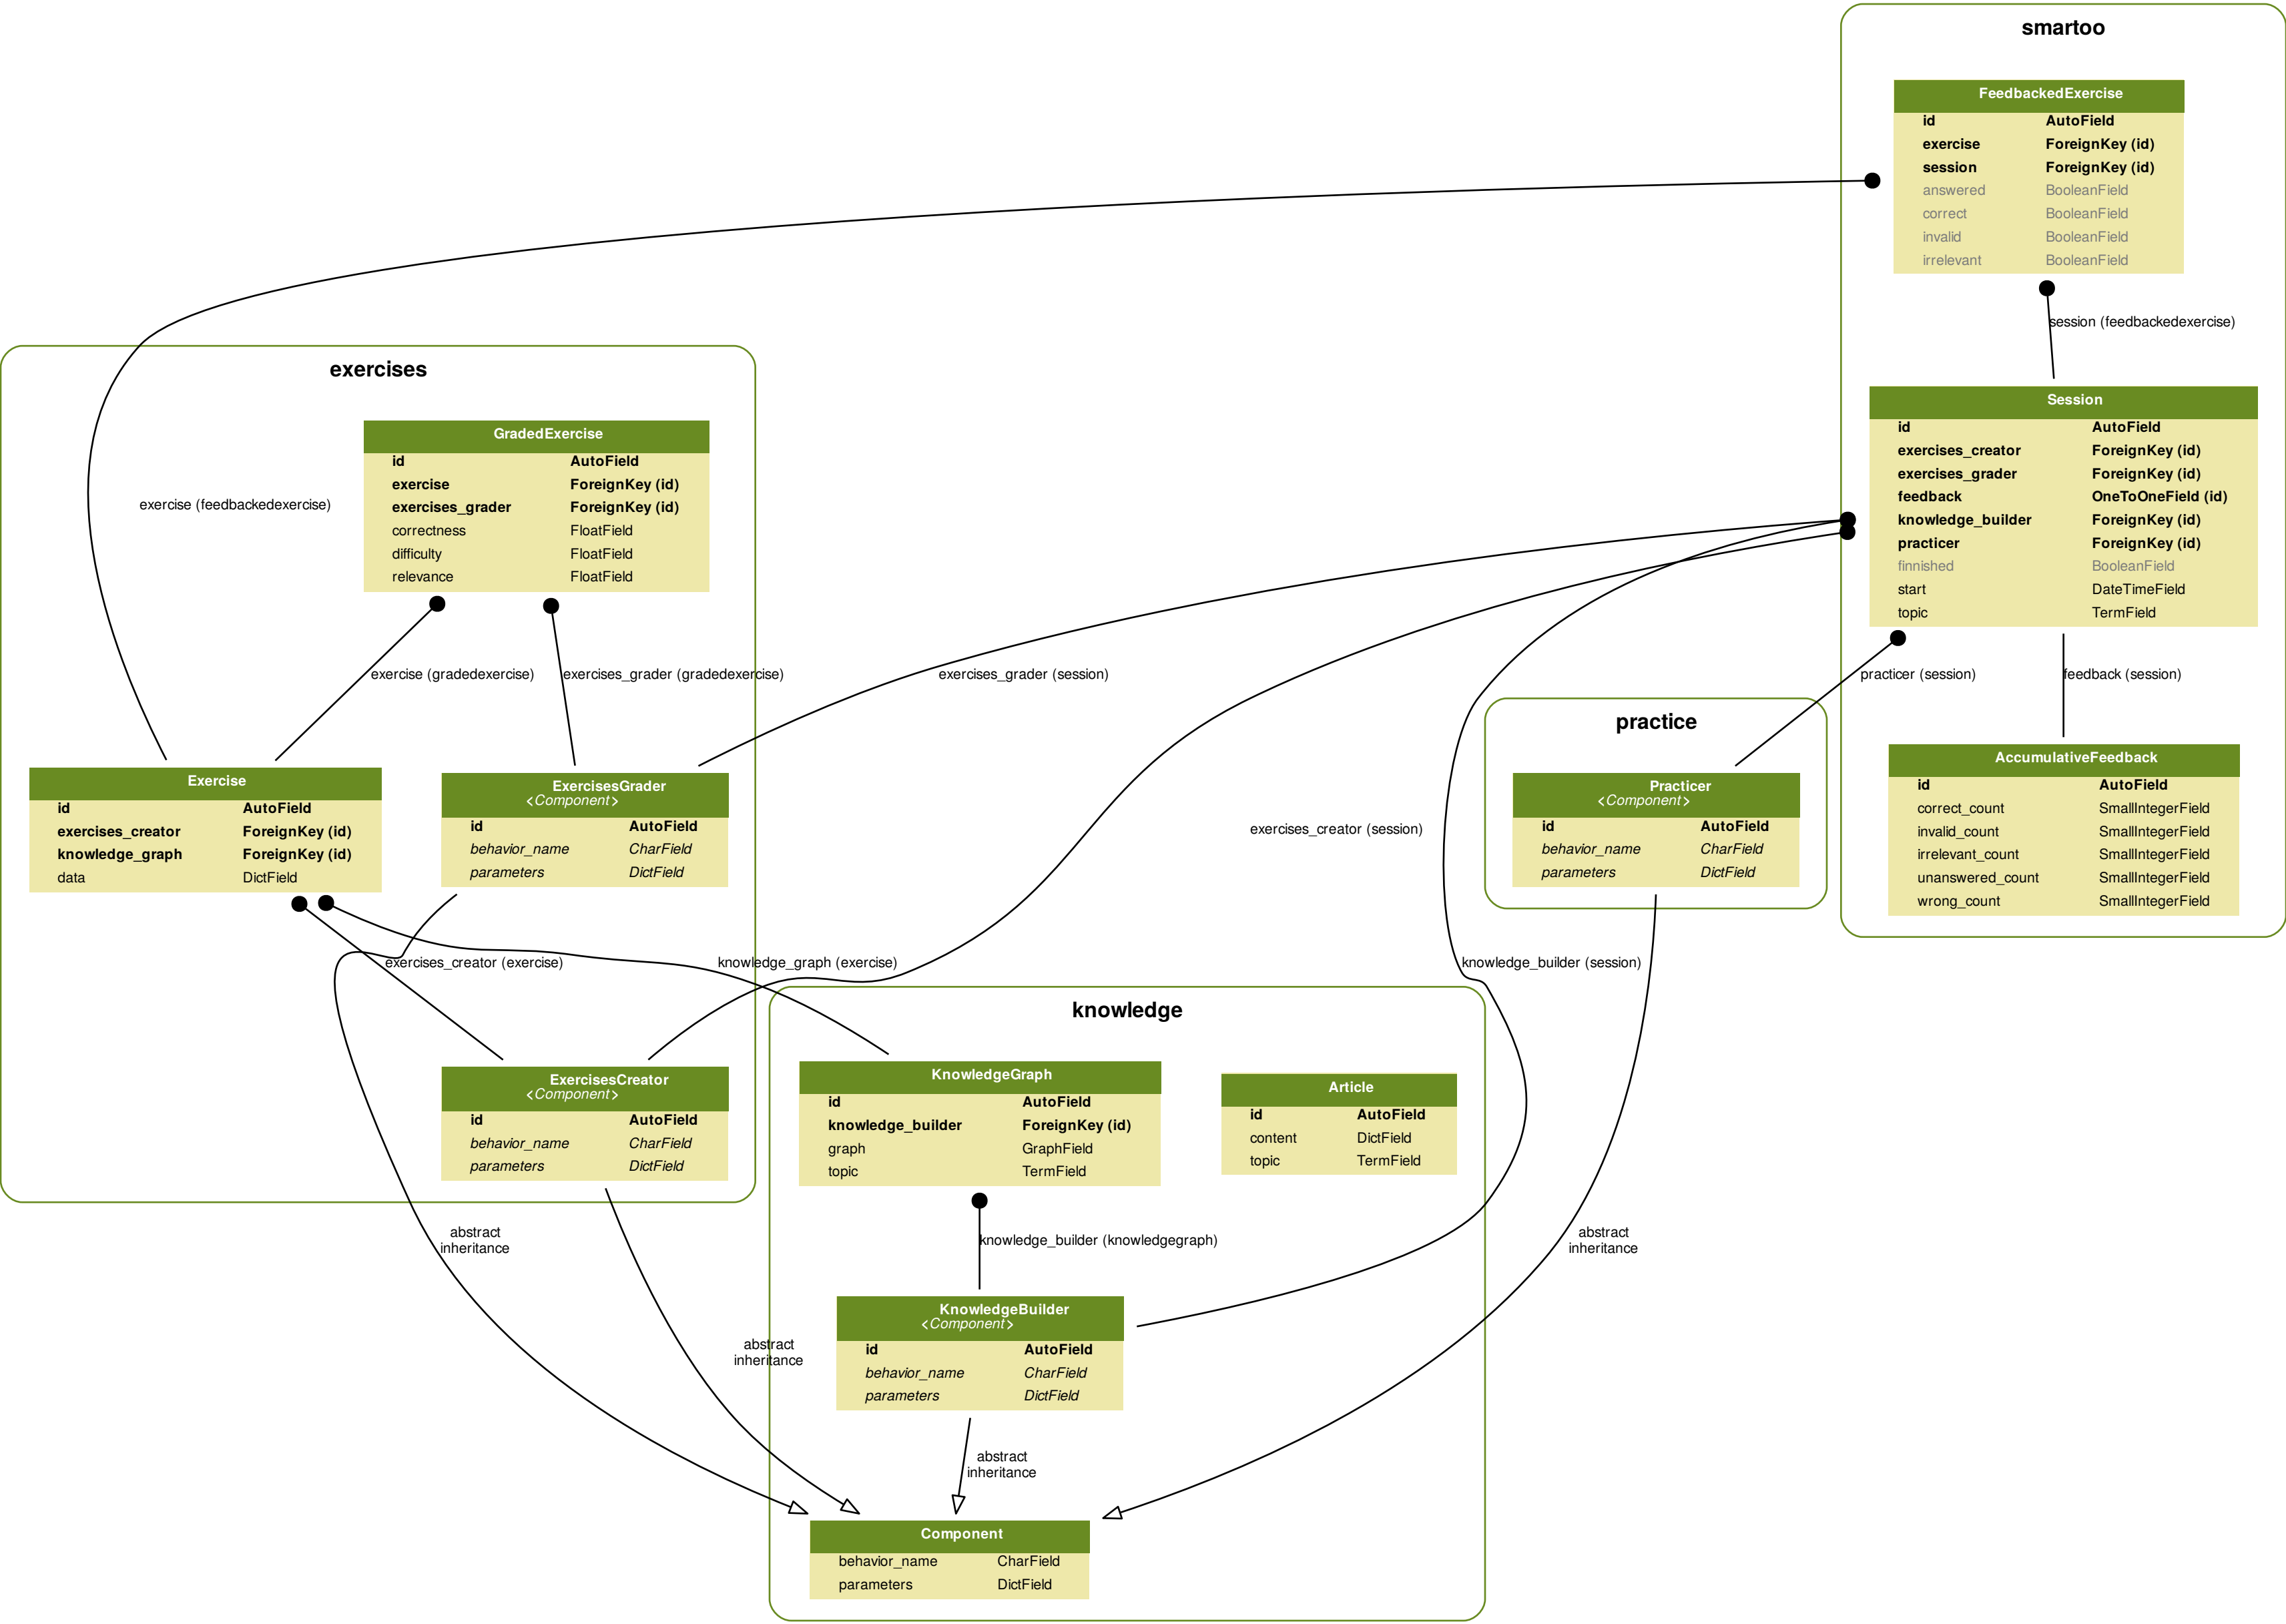 smartoo
FeedbackedExercise
id AutoField
exercise ForeignKey (id)
session ForeignKey (id)
answered BooleanField
correct BooleanField
invalid BooleanField
irrelevant BooleanField
session (feedbackedexercise)
Session
id AutoField
exercises_creator ForeignKey (id)
exercises_grader ForeignKey (id)
feedback OneToOneField (id)
knowledge_builder ForeignKey (id)
practicer ForeignKey (id)
finnished BooleanField
start DateTimeField
topic TermField
practicer (session)
feedback (session)
AccumulativeFeedback
id AutoField
correct_count SmallIntegerField
invalid_count SmallIntegerField
irrelevant_count SmallIntegerField
unanswered_count SmallIntegerField
wrong_count SmallIntegerField
exercises
GradedExercise
id AutoField
exercise ForeignKey (id)
exercises_grader ForeignKey (id)
correctness FloatField
difficulty FloatField
relevance FloatField
exercise (feedbackedexercise)
exercise (gradedexercise)
exercises_grader (gradedexercise)
exercises_grader (session)
Exercise
id AutoField
exercises_creator ForeignKey (id)
knowledge_graph ForeignKey (id)
data DictField
ExercisesGrader
<Component>
id AutoField
behavior_name CharField
parameters DictField
exercises_creator (session)
practice
Practicer
<Component>
id AutoField
behavior_name CharField
parameters DictField
exercises_creator (exercise)
knowledge_graph (exercise)
knowledge_builder (session)
ExercisesCreator
<Component>
id AutoField
behavior_name CharField
parameters DictField
knowledge
KnowledgeGraph
id AutoField
knowledge_builder ForeignKey (id)
graph GraphField
topic TermField
Article
id AutoField
content DictField
topic TermField
abstract
inheritance
knowledge_builder (knowledgegraph)
abstract
inheritance
abstract
inheritance
KnowledgeBuilder
<Component>
id AutoField
behavior_name CharField
parameters DictField
abstract
inheritance
Component
behavior_name CharField
parameters DictField